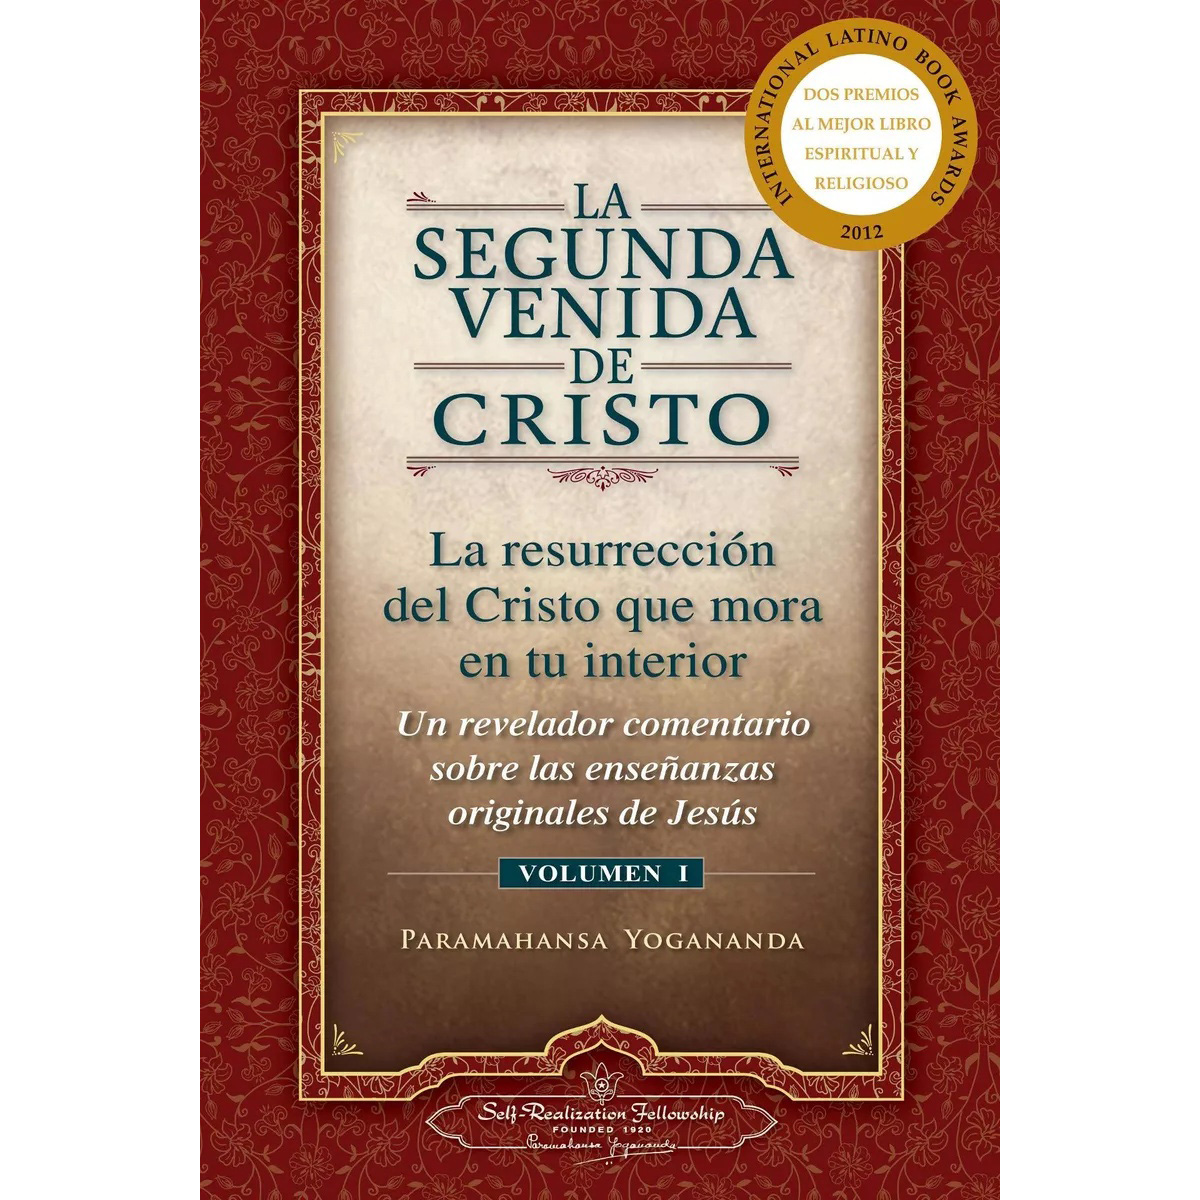 INTERNATIONAL LATINO BOOK AWARDS
DOS PREMIOS
AL MEJOR LIBRO
ESPIRITUAL Y
RELIGIOSO
2012
LA
SEGUNDA
VENIDA
DE
CRISTO
La resurrección
del Cristo que mora
en tu interior
Un revelador comentario
sobre las enseñanzas
originales de Jesús
VOLUMEN I
PARAMAHANSA YOGANANDA
Self-Realization Fellowship
FOUNDED 1920
Paramahansa Yogananda